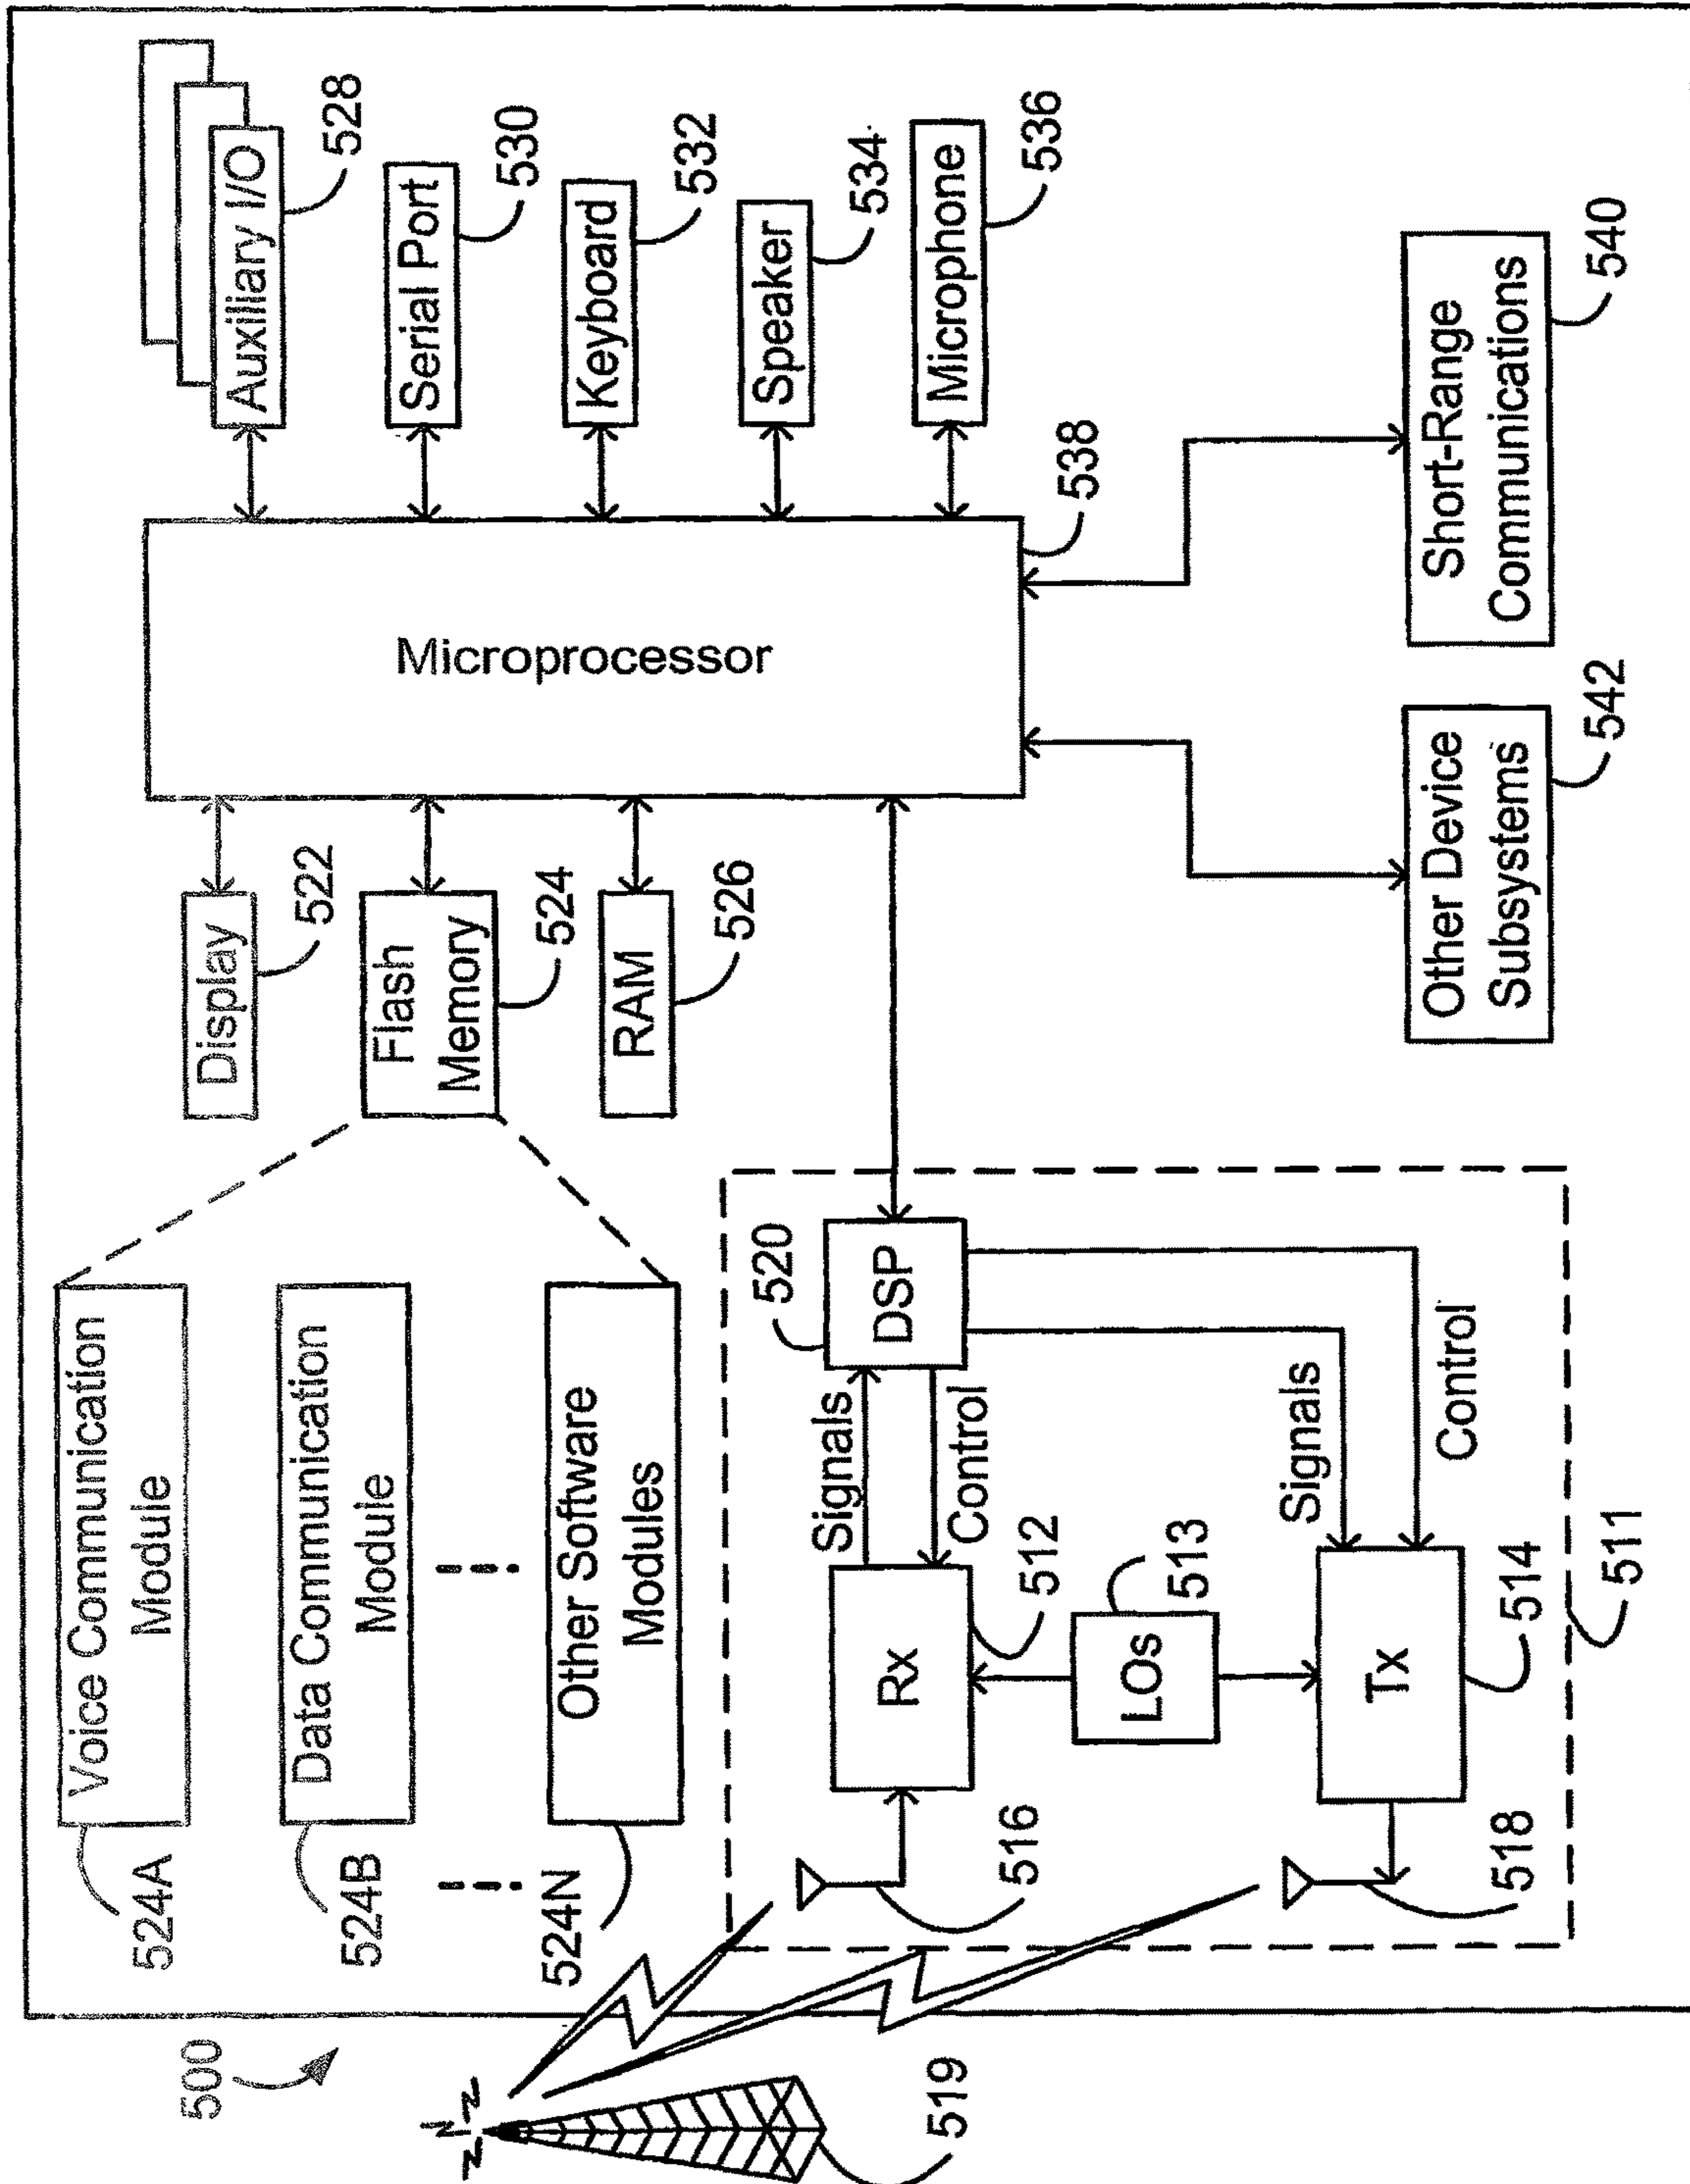 500
519
Voice Communication
Module
524A
Data Communication
Module
524B
Other Software
Modules
524N
Display
522
Flash
Memory
524
RAM
526
Microprocessor
538
Auxiliary I/O
528
Serial Port
530
Keyboard
532
Speaker
534
Microphone
536
Short-Range
Communications
540
Other Device
Subsystems
542
DSP
520
Signals
Control
Rx
512
LOs
513
Signals
Control
Tx
514
511
516
518